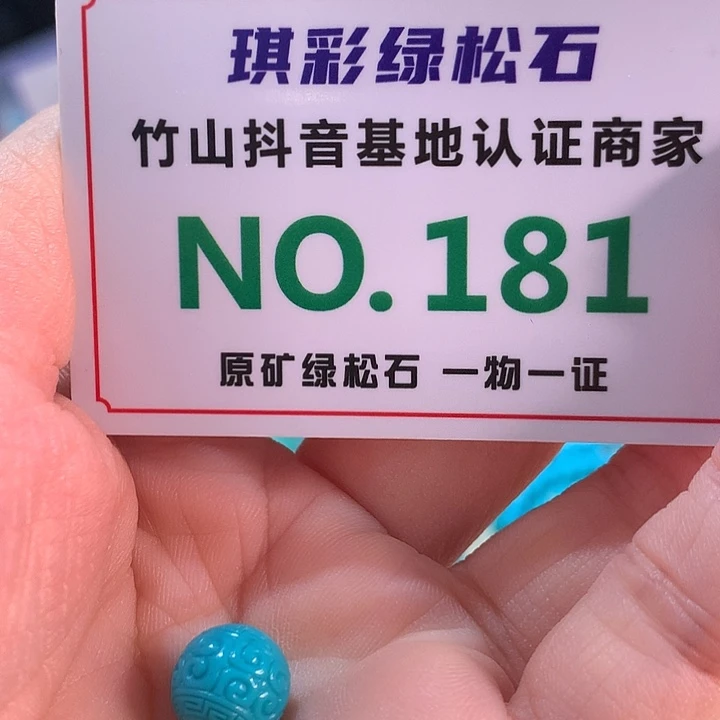 琪彩绿松石
竹山抖音基地认证商家
NO.181
原矿绿松石 一物一证